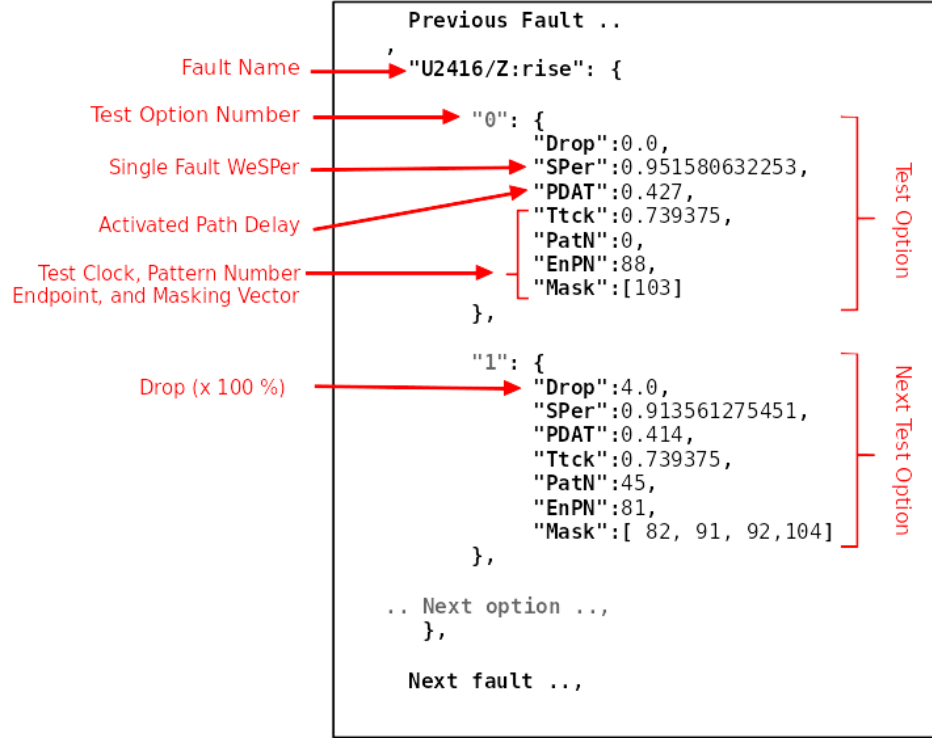 Previous Fault ..
,
Fault Name
"U2416/Z:rise": {
Test Option Number
"0": {
"Drop":0.0,
Single Fault WeSPer
"SPer":0.951580632253,
"PDAT":0.427,
Activated Path Delay
"Ttck":0.739375,
"PatN":0,
Test Clock, Pattern Number
Endpoint, and Masking Vector
"EnPN":88,
"Mask":[103]
},
Test Option
"1": {
Drop (x 100 %)
"Drop":4.0,
"SPer":0.913561275451,
"PDAT":0.414,
"Ttck":0.739375,
"PatN":45,
"EnPN":81,
"Mask":[ 82, 91, 92,104]
},
Next Test Option
.. Next option ..,
},
Next fault ..,